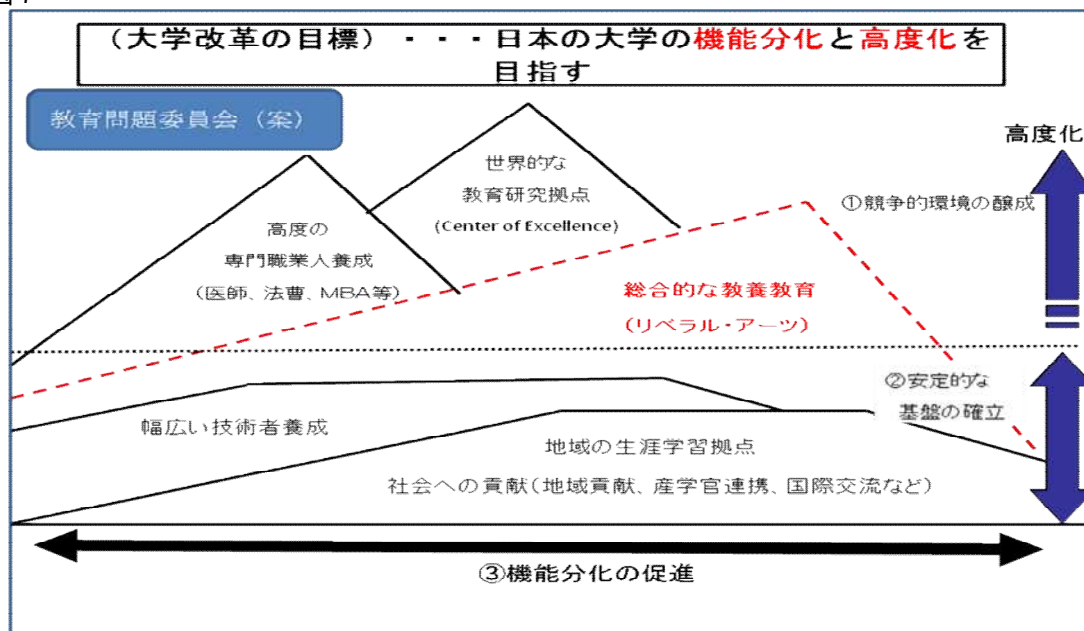 （大学改革の目標）・・・日本の大学の機能分化と高度化を
目指す
教育問題委員会（案）
高度化
世界的な
教育研究拠点
(Center of Excellence)
①競争的環境の醸成
高度の
専門職業人養成
(医師、法曹、MBA等)
総合的な教養教育
(リベラル・アーツ)
②安定的な
基盤の確立
幅広い技術者養成
地域の生涯学習拠点
社会への貢献(地域貢献、産学官連携、国際交流など)
③機能分化の促進